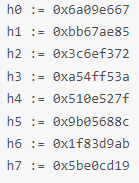 h0 := 0x6a09e667
h1 := 0xbb67ae85
h2 := 0x3c6ef372
h3 := 0xa54ff53a
h4 := 0x510e527f
h5 := 0x9b05688c
h6 := 0x1f83d9ab
h7 := 0x5be0cd19